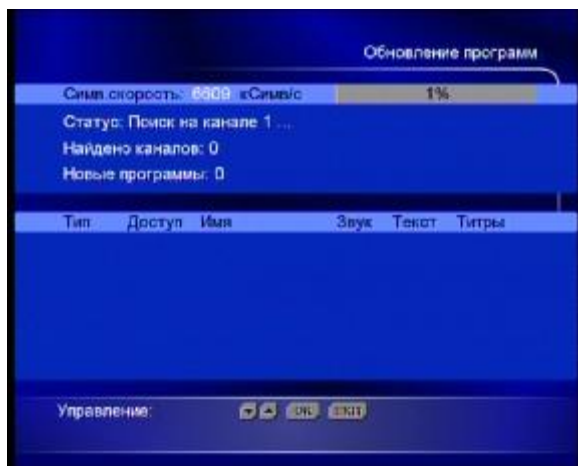 Обновление программ
Симв.скорость: 6609 кСимв/с 1%
Статус: Поиск на канале 1 ...
Найдено каналов: 0
Новые программы: 0
Тип Доступ Имя Звук Текст Титры
Управление: OK EXIT